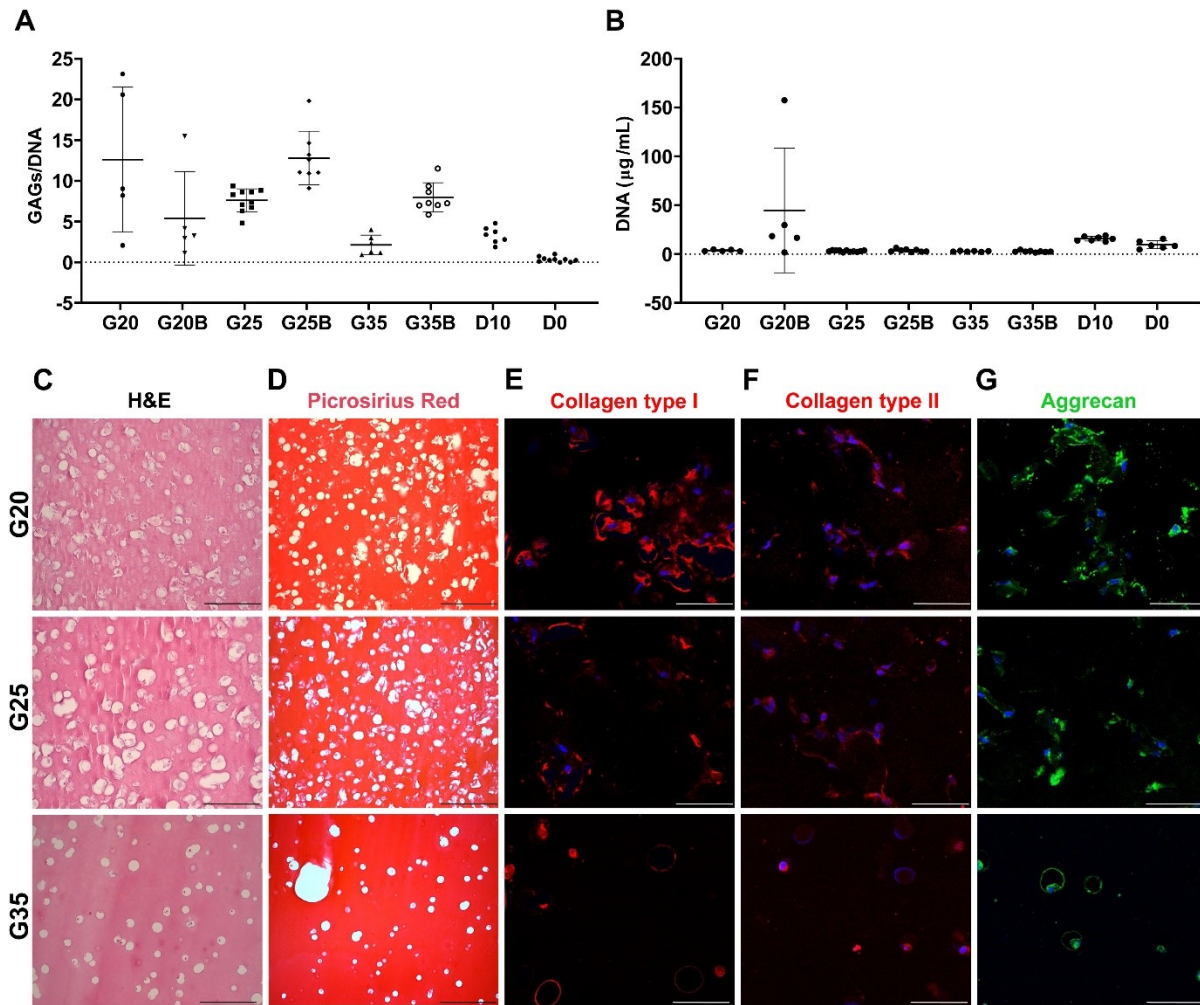 A
B
GAGs/DNA
25
20
15
10
5
0
-5
G20 G20B G25 G25B G35 G35B D10 D0
DNA (µg/mL)
200
150
100
50
0
-50
G20 G20B G25 G25B G35 G35B D10 D0
C D E F G
H&E Picrosirius Red Collagen type I Collagen type II Aggrecan
G20
G25
G35